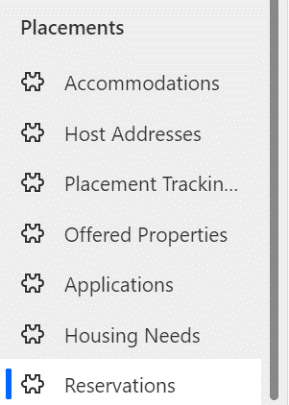 Placements
Accommodations
Host Addresses
Placement Trackin...
Offered Properties
Applications
Housing Needs
Reservations